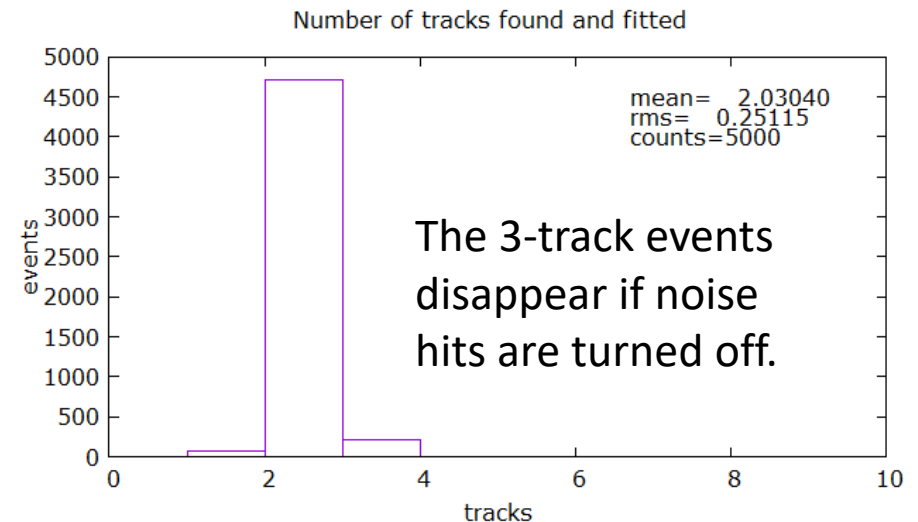 Number of tracks found and fitted
5000
4500
4000
3500
3000
2500
2000
1500
1000
500
0
events
mean= 2.03040
rms= 0.25115
counts=5000
The 3-track events
disappear if noise
hits are turned off.
0 2 4 6 8 10
tracks